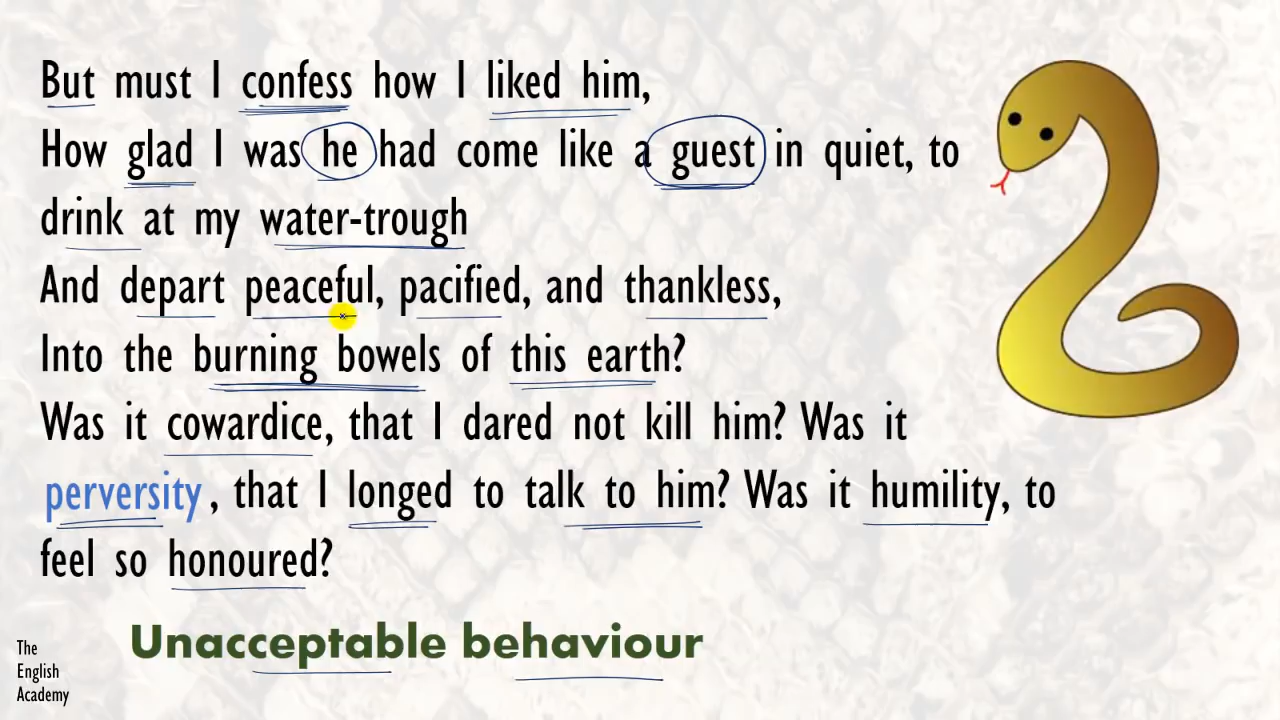 But must I confess how I liked him,
How glad I was he had come like a guest in quiet, to
drink at my water-trough
And depart peaceful, pacified, and thankless,
Into the burning bowels of this earth?
Was it cowardice, that I dared not kill him? Was it
perversity , that I longed to talk to him? Was it humility, to
feel so honoured?
Unacceptable behaviour
The
English
Academy